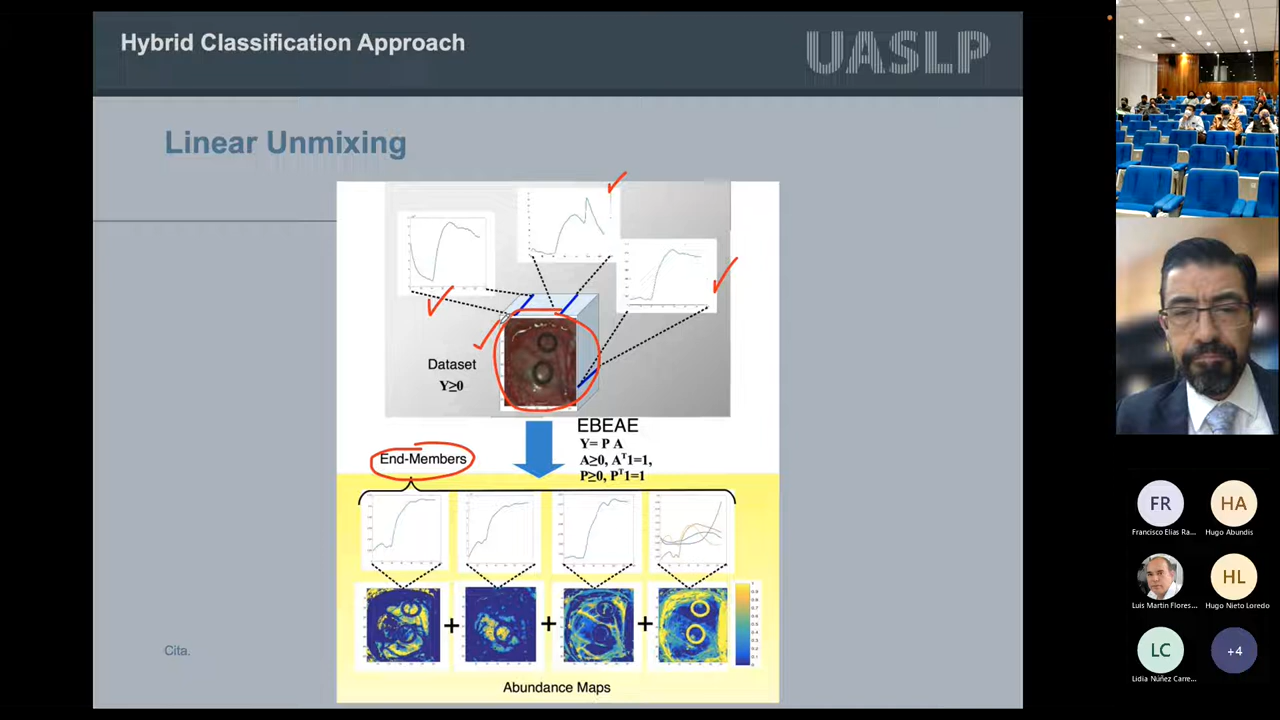 Hybrid Classification Approach
UASLP
Linear Unmixing
Dataset
Y≥0
EBEAE
Y= P A
A≥0, Aᵀ1=1,
P≥0, Pᵀ1=1
End-Members
Abundance Maps
Cita.
FR
HA
Francisco Elias Ra...
Hugo Abundis
HL
Luis Martin Flores...
Hugo Nieto Loredo
LC
+4
Lidia Núñez Carre...